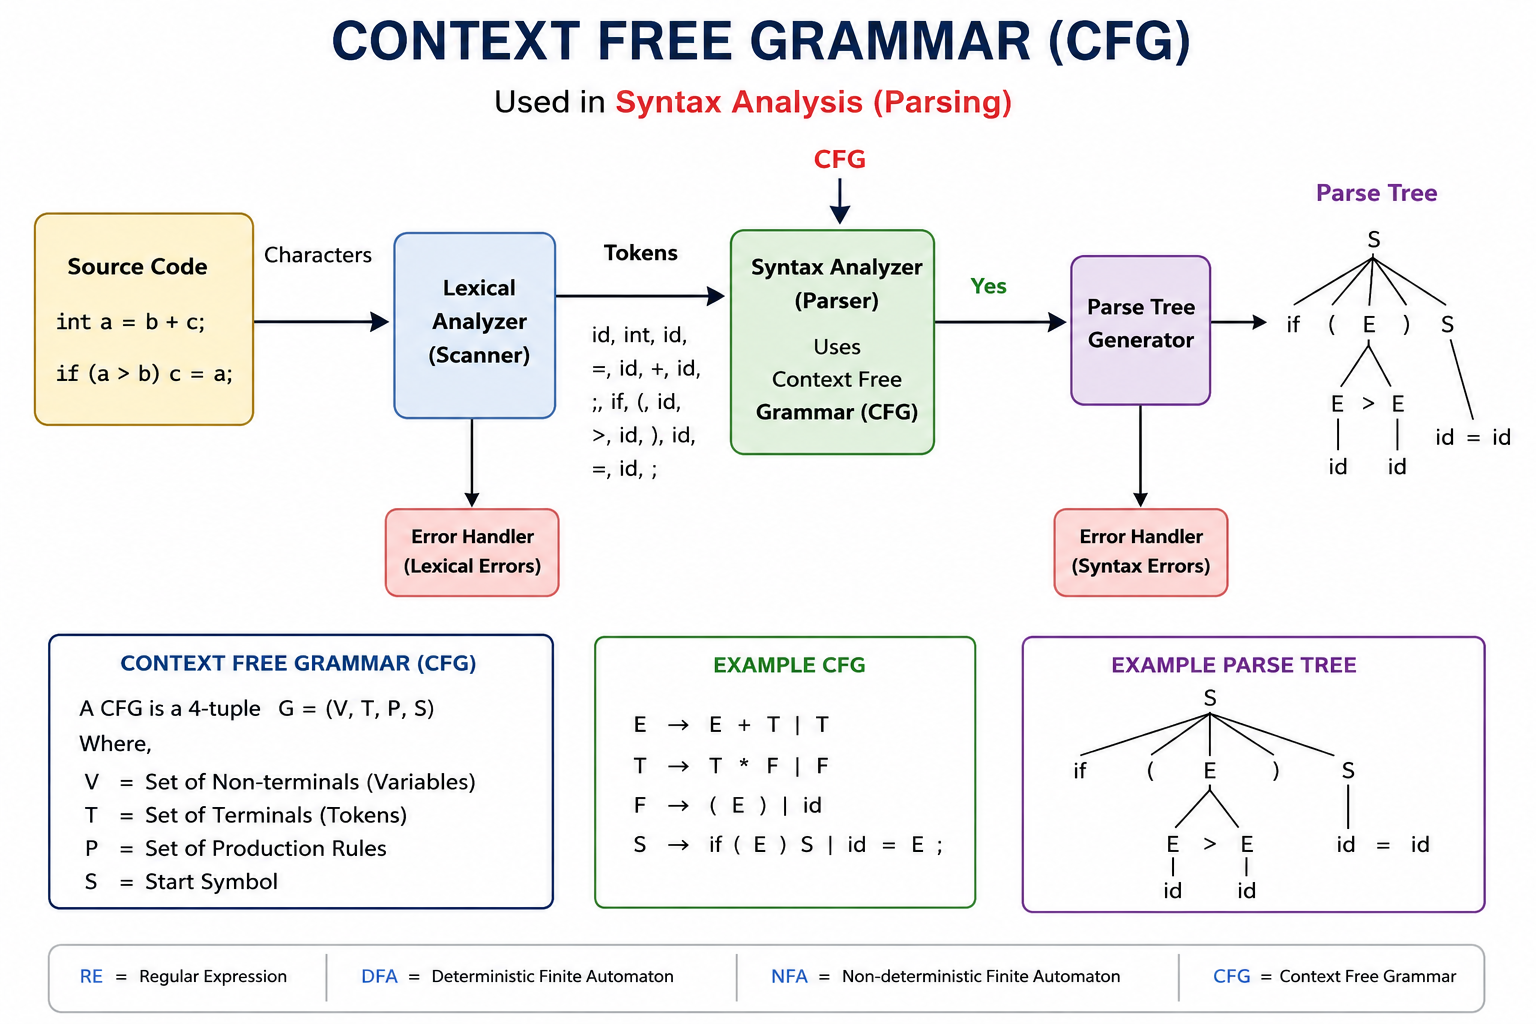 CONTEXT FREE GRAMMAR (CFG)
Used in Syntax Analysis (Parsing)
CFG
Source Code
int a = b + c;
if (a > b) c = a;
Characters
Lexical
Analyzer
(Scanner)
Tokens
id, int, id,
=, id, +, id,
;, if, (, id,
>, id, ), id,
=, id, ;
Syntax Analyzer
(Parser)
Uses
Context Free
Grammar (CFG)
Yes
Parse Tree
Generator
Parse Tree
S
if ( E ) S
E > E
id = id
id id
Error Handler
(Lexical Errors)
Error Handler
(Syntax Errors)
CONTEXT FREE GRAMMAR (CFG)
A CFG is a 4-tuple G = (V, T, P, S)
Where,
V = Set of Non-terminals (Variables)
T = Set of Terminals (Tokens)
P = Set of Production Rules
S = Start Symbol
EXAMPLE CFG
E → E + T | T
T → T * F | F
F → ( E ) | id
S → if ( E ) S | id = E ;
EXAMPLE PARSE TREE
S
if ( E ) S
E > E id = id
id id
RE = Regular Expression
DFA = Deterministic Finite Automaton
NFA = Non-deterministic Finite Automaton
CFG = Context Free Grammar